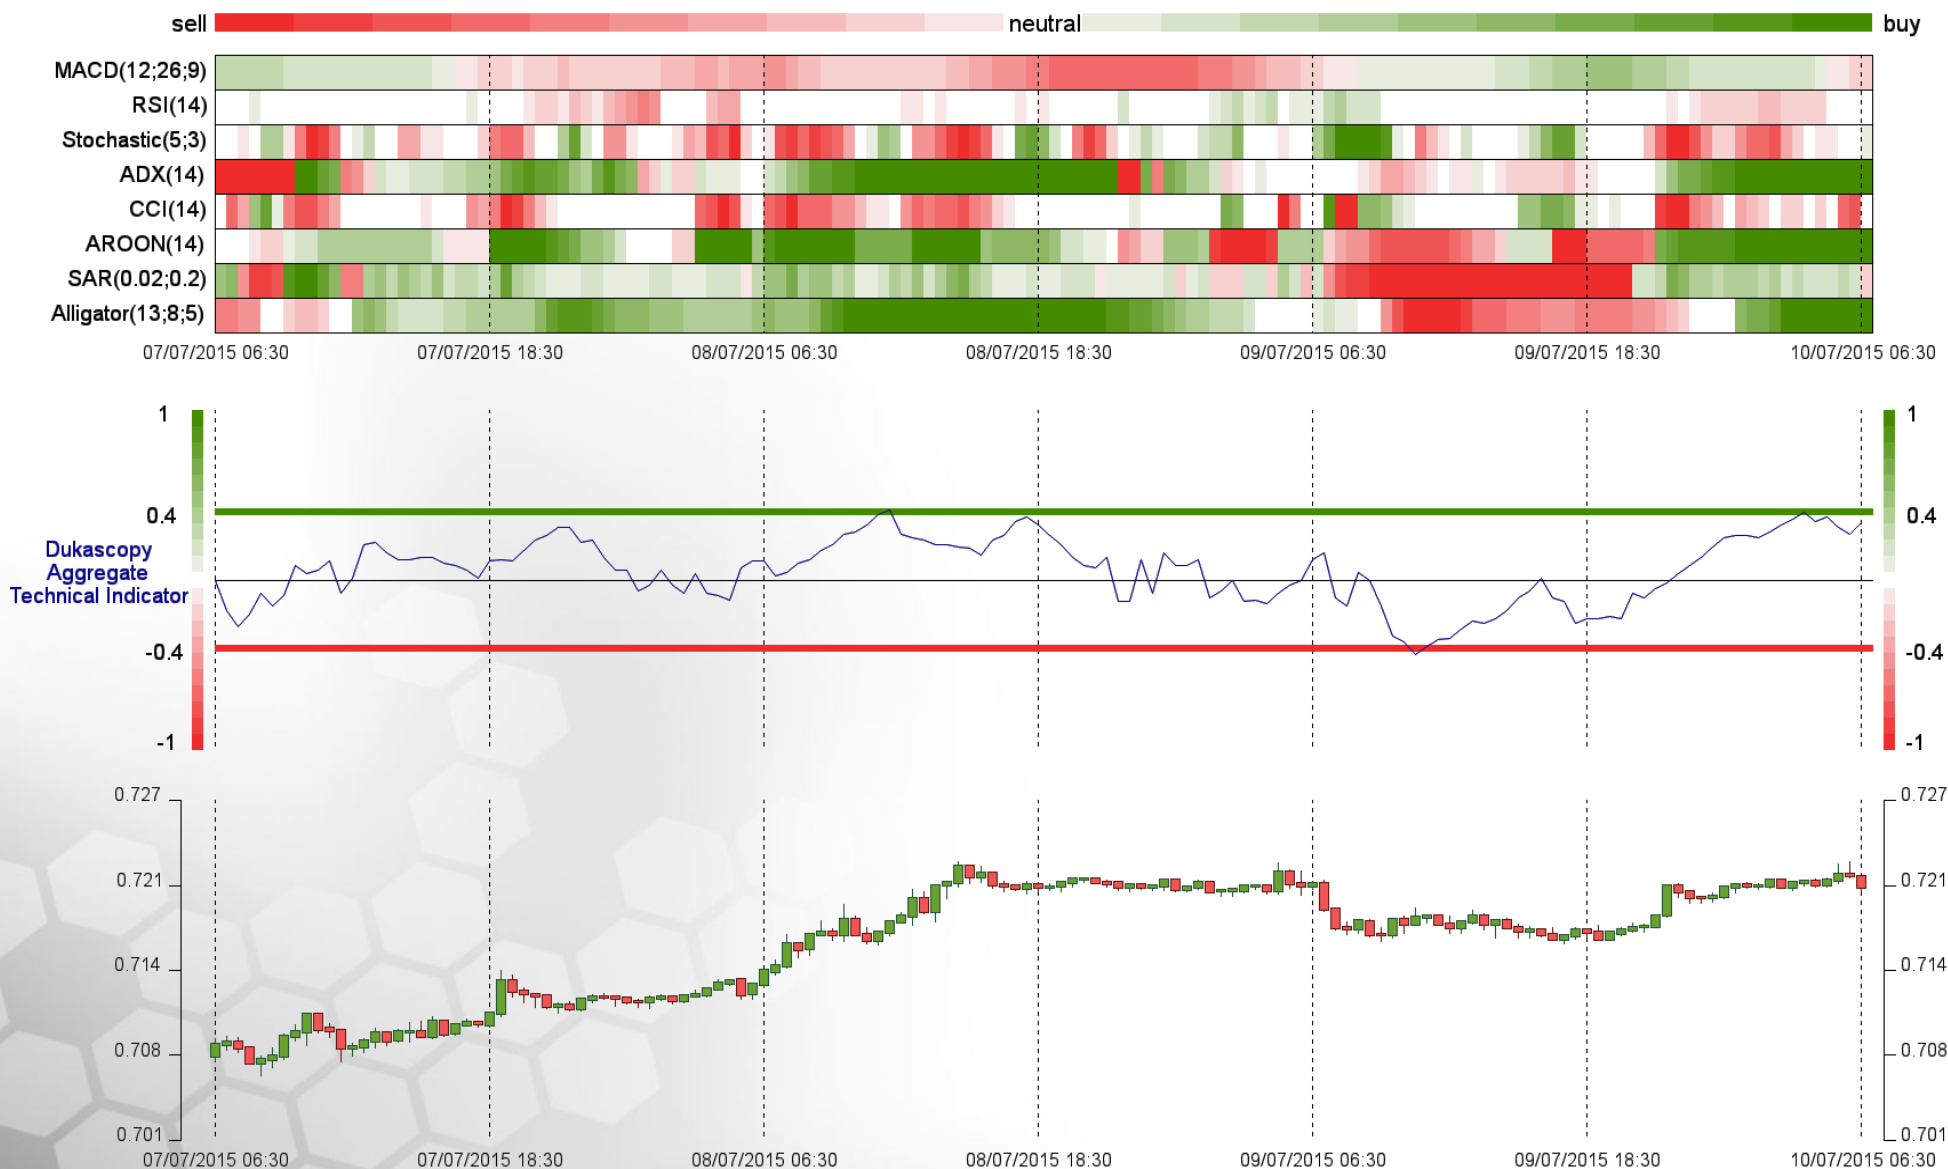 sell neutral buy
MACD(12;26;9)
RSI(14)
Stochastic(5;3)
ADX(14)
CCI(14)
AROON(14)
SAR(0.02;0.2)
Alligator(13;8;5)
07/07/2015 06:30 07/07/2015 18:30 08/07/2015 06:30 08/07/2015 18:30 09/07/2015 06:30 09/07/2015 18:30 10/07/2015 06:30
1 1
0.4 0.4
Dukascopy
Aggregate
Technical Indicator
-0.4 -0.4
-1 -1
0.727 0.727
0.721 0.721
0.714 0.714
0.708 0.708
0.701 0.701
07/07/2015 06:30 07/07/2015 18:30 08/07/2015 06:30 08/07/2015 18:30 09/07/2015 06:30 09/07/2015 18:30 10/07/2015 06:30